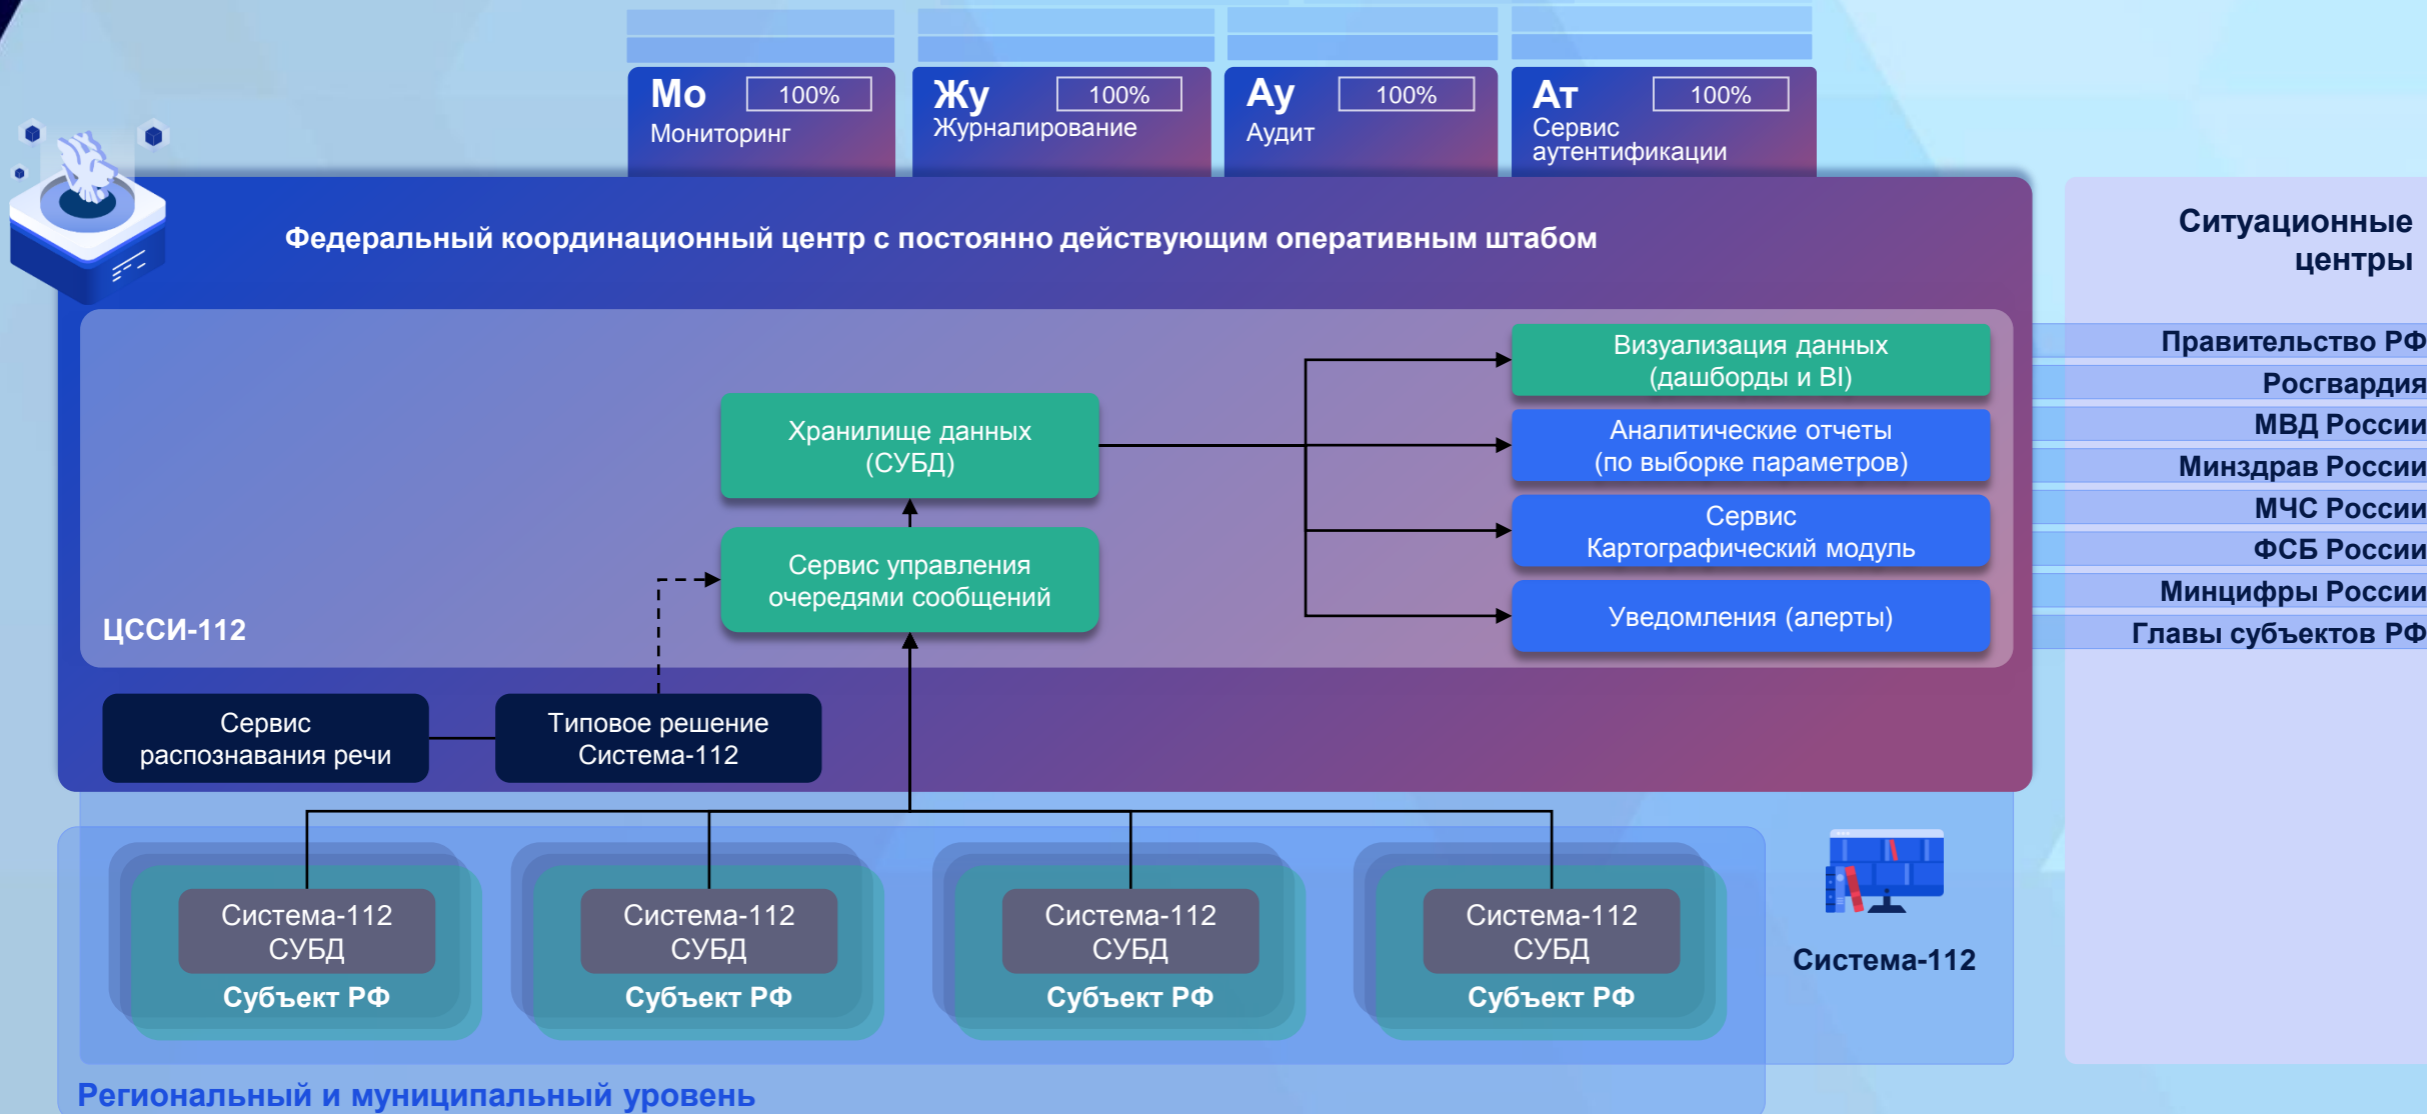 Мо
100%
Мониторинг
Жу
100%
Журналирование
Ау
100%
Аудит
Ат
100%
Сервис
аутентификации
Федеральный координационный центр с постоянно действующим оперативным штабом
Ситуационные
центры
Правительство РФ
Росгвардия
МВД России
Минздрав России
МЧС России
ФСБ России
Минцифры России
Главы субъектов РФ
Визуализация данных
(дашборды и BI)
Аналитические отчеты
(по выборке параметров)
Сервис
Картографический модуль
Уведомления (алерты)
Хранилище данных
(СУБД)
Сервис управления
очередями сообщений
ЦССИ-112
Сервис
распознавания речи
Типовое решение
Система-112
Система-112
СУБД
Субъект РФ
Система-112
СУБД
Субъект РФ
Система-112
СУБД
Субъект РФ
Система-112
СУБД
Субъект РФ
Система-112
Региональный и муниципальный уровень